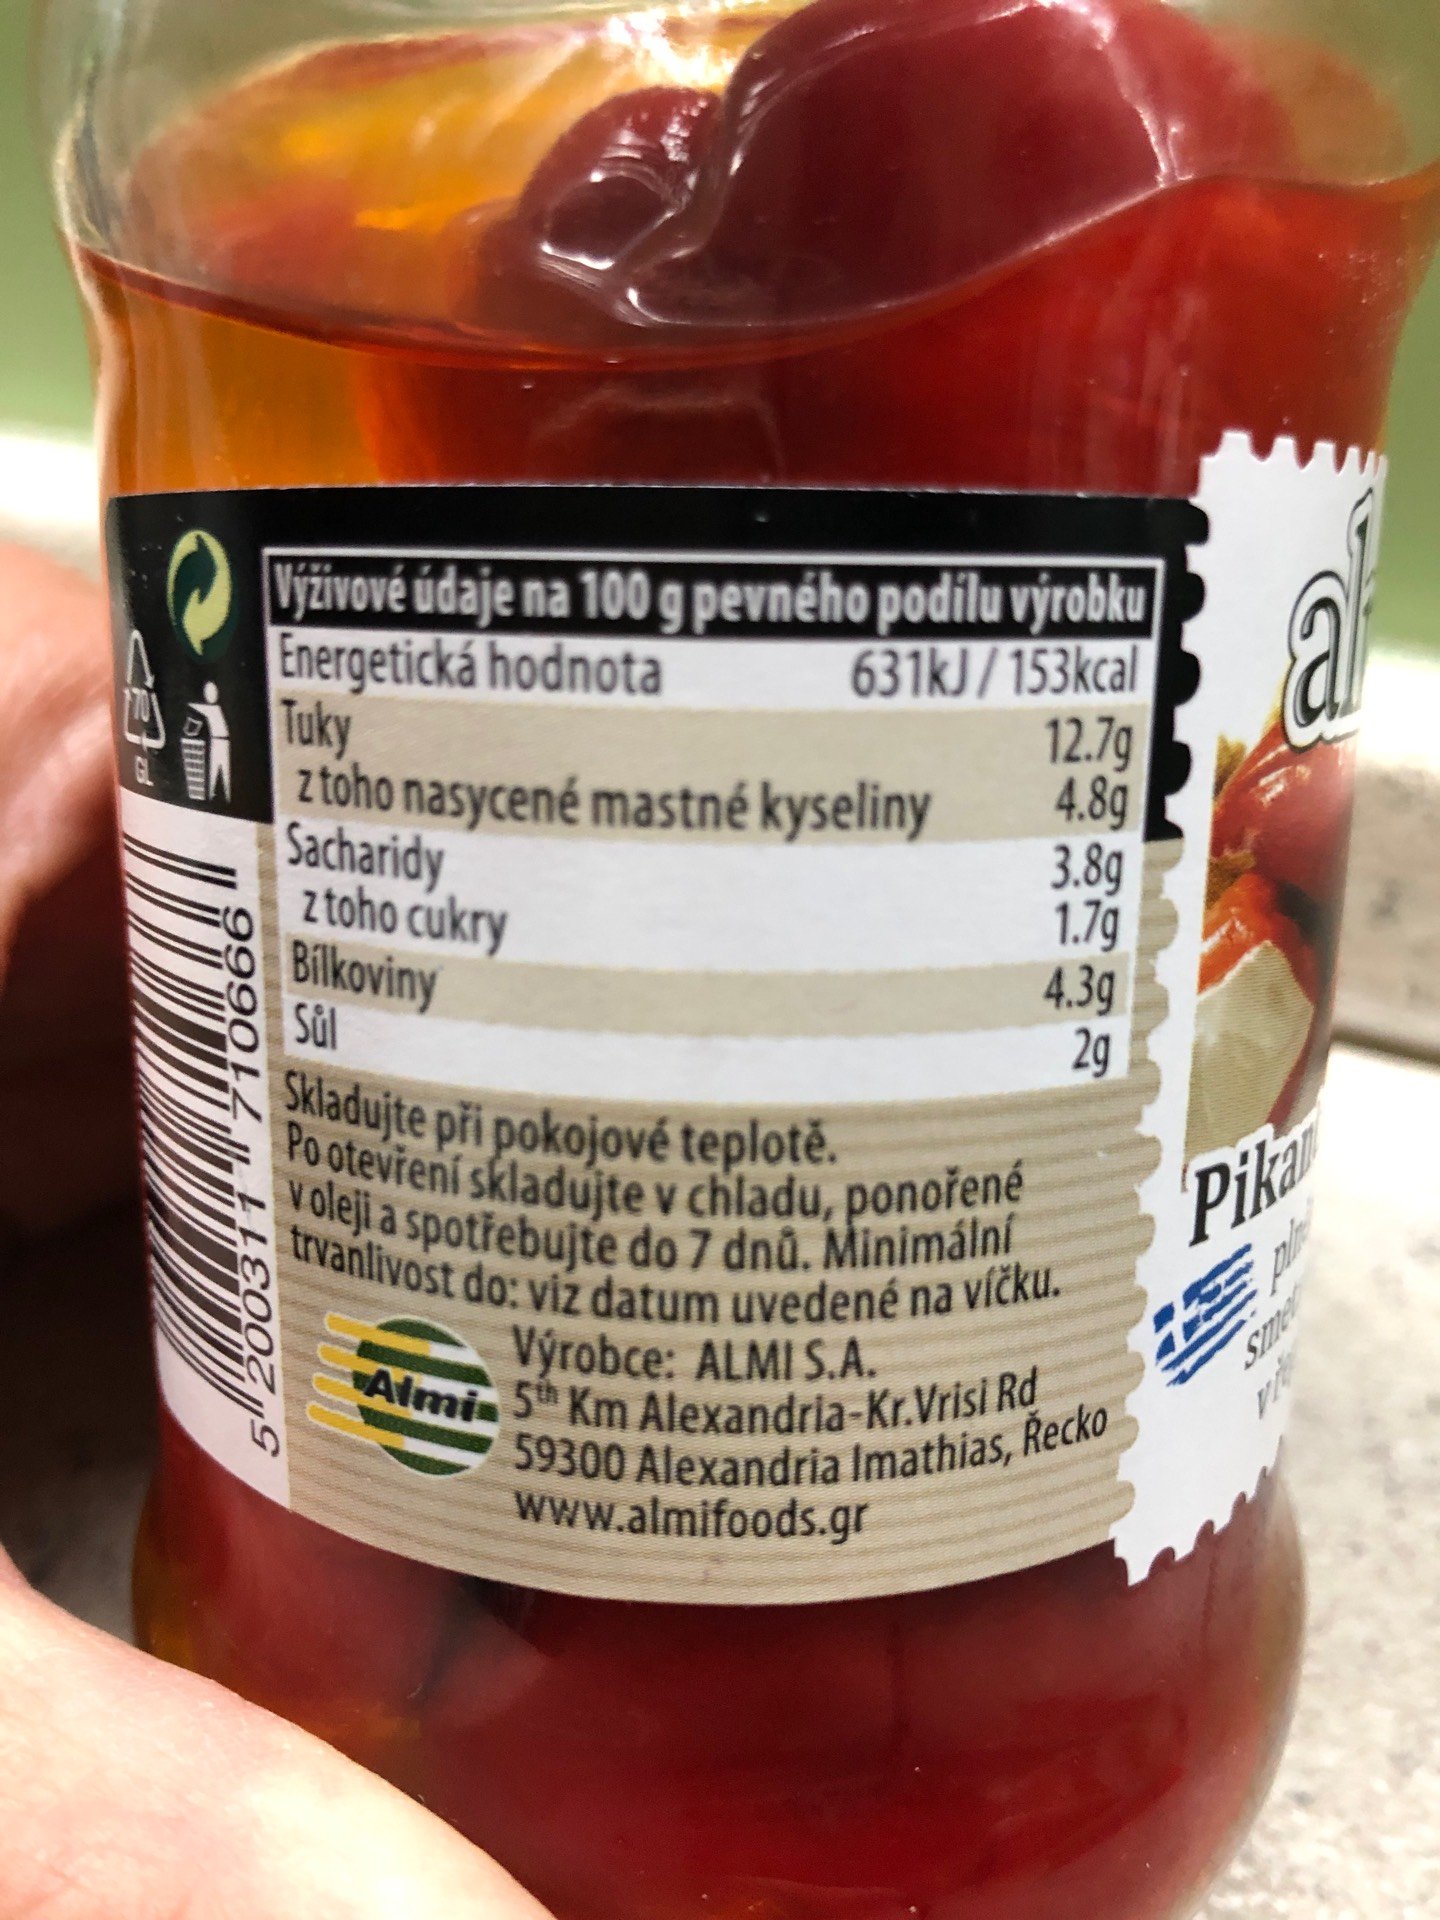 Výživové údaje na 100 g pevného podílu výrobku
Energetická hodnota 631kJ / 153kcal
Tuky 12.7g
z toho nasycené mastné kyseliny 4.8g
Sacharidy 3.8g
z toho cukry 1.7g
Bílkoviny 4.3g
Sůl 2g
Skladujte při pokojové teplotě.
Po otevření skladujte v chladu, ponořené
v oleji a spotřebujte do 7 dnů. Minimální
trvanlivost do: viz datum uvedené na víčku.
Almi
Výrobce: ALMI S.A.
5th Km Alexandria-Kr.Vrisi Rd
59300 Alexandria Imathias, Řecko
www.almifoods.gr
70
GL
5 200311 710666